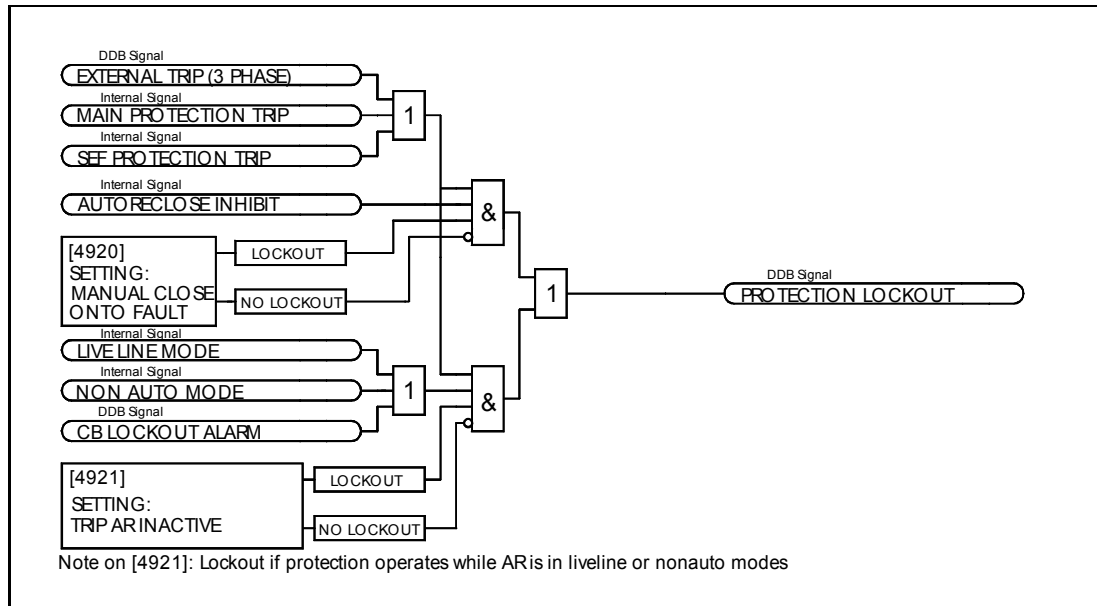 DDB Signal
EXTERNAL TRIP (3 PHASE)
Internal Signal
MAIN PROTECTION TRIP
Internal Signal
SEF PROTECTION TRIP
1
Internal Signal
AUTORECLOSE INHIBIT
&
[4920]
SETTING:
MANUAL CLOSE
ONTO FAULT
LOCKOUT
NO LOCKOUT
1
DDB Signal
PROTECTION LOCKOUT
Internal Signal
LIVE LINE MODE
Internal Signal
NON AUTO MODE
DDB Signal
CB LOCKOUT ALARM
1
&
[4921]
SETTING:
TRIP AR INACTIVE
LOCKOUT
NO LOCKOUT
Note on [4921]: Lockout if protection operates while AR is in liveline or nonauto modes